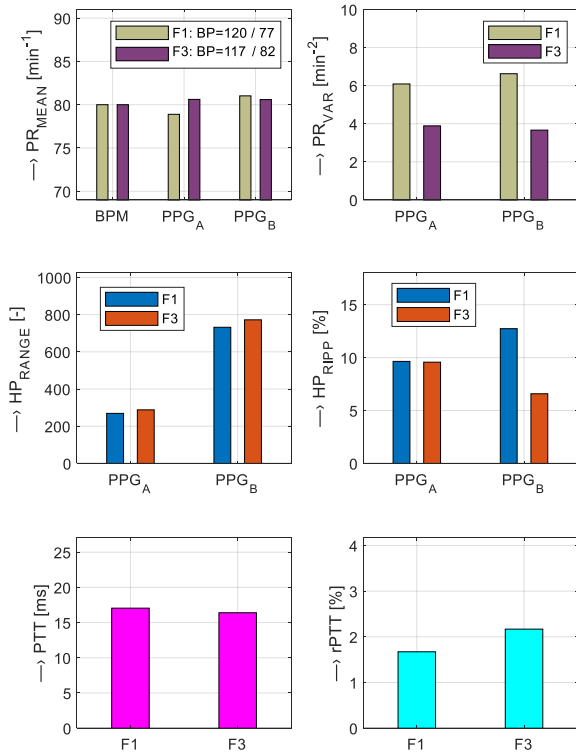 —› PR_MEAN [min^-1]
90
85
80
75
70
F1: BP=120 / 77
F3: BP=117 / 82
BPM PPG_A PPG_B
—› PR_VAR [min^-2]
10
8
6
4
2
0
F1
F3
PPG_A PPG_B
—› HP_RANGE [-]
1000
800
600
400
200
0
F1
F3
PPG_A PPG_B
—› HP_RIPP [%]
15
10
5
0
F1
F3
PPG_A PPG_B
—› PTT [ms]
25
20
15
10
5
0
F1 F3
—› rPTT [%]
4
3
2
1
0
F1 F3